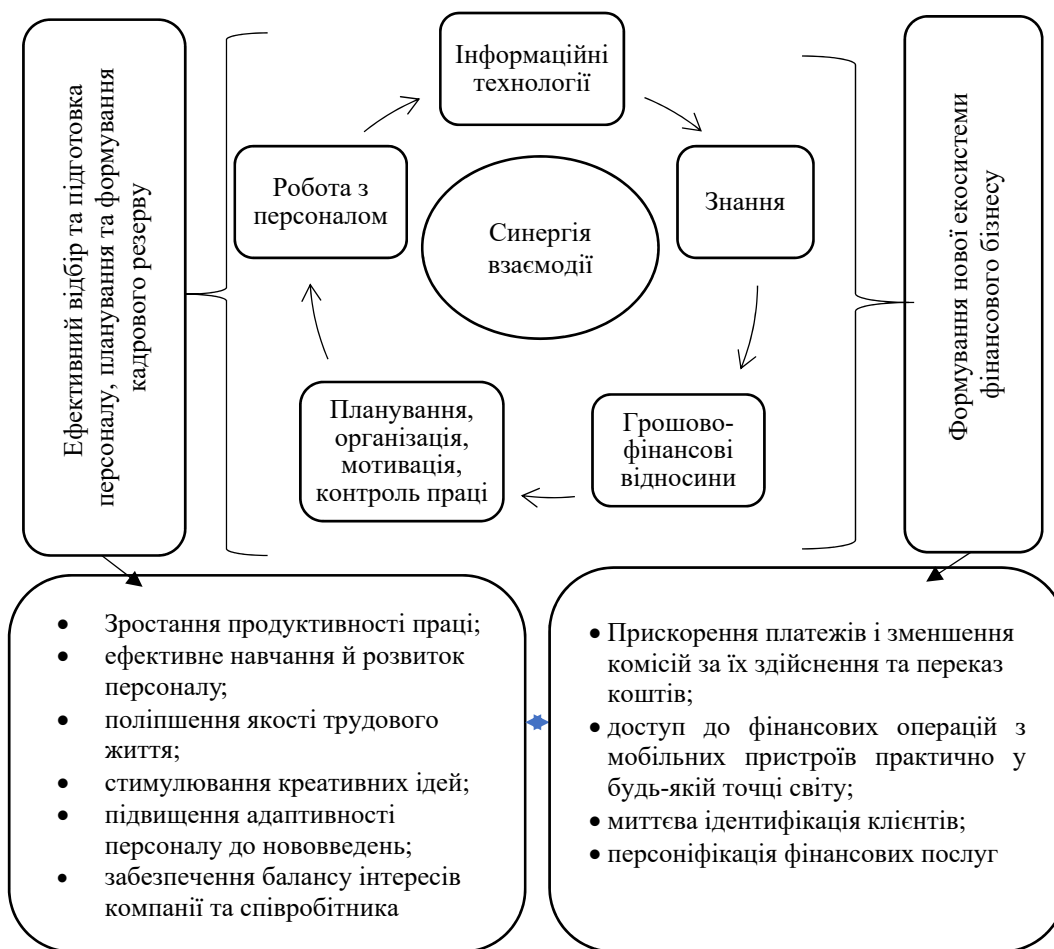 Ефективний відбір та підготовка
персоналу, планування та формування
кадрового резерву
Інформаційні
технології
Робота з
персоналом
Знання
Синергія
взаємодії
Планування,
організація,
мотивація,
контроль праці
Грошово-
фінансові
відносини
Формування нової екосистеми
фінансового бізнесу
• Зростання продуктивності праці;
• ефективне навчання й розвиток
персоналу;
• поліпшення якості трудового
життя;
• стимулювання креативних ідей;
• підвищення адаптивності
персоналу до нововведень;
• забезпечення балансу інтересів
компанії та співробітника
• Прискорення платежів і зменшення
комісій за їх здійснення та переказ
коштів;
• доступ до фінансових операцій з
мобільних пристроїв практично у
будь-якій точці світу;
• миттєва ідентифікація клієнтів;
• персоніфікація фінансових послуг